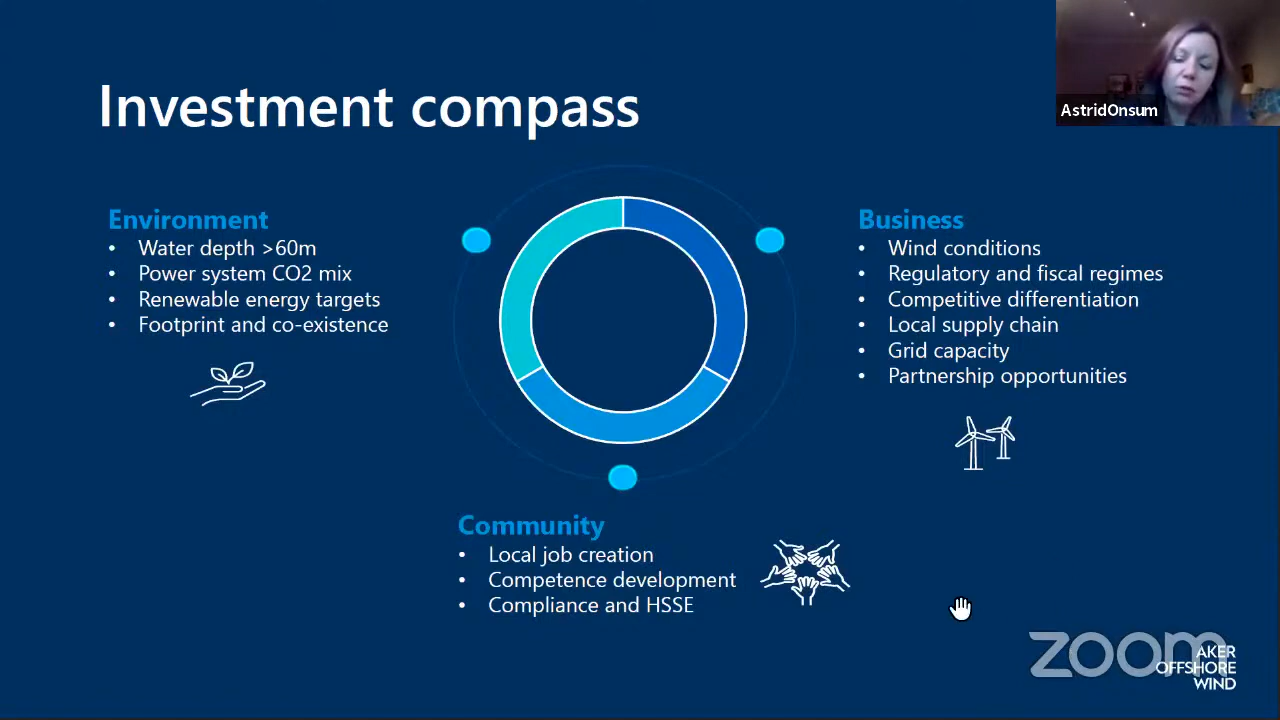 Investment compass
AstridOnsum
Environment
• Water depth >60m
• Power system CO2 mix
• Renewable energy targets
• Footprint and co-existence
Business
• Wind conditions
• Regulatory and fiscal regimes
• Competitive differentiation
• Local supply chain
• Grid capacity
• Partnership opportunities
Community
• Local job creation
• Competence development
• Compliance and HSSE
zoom
AKER
OFFSHORE
WIND